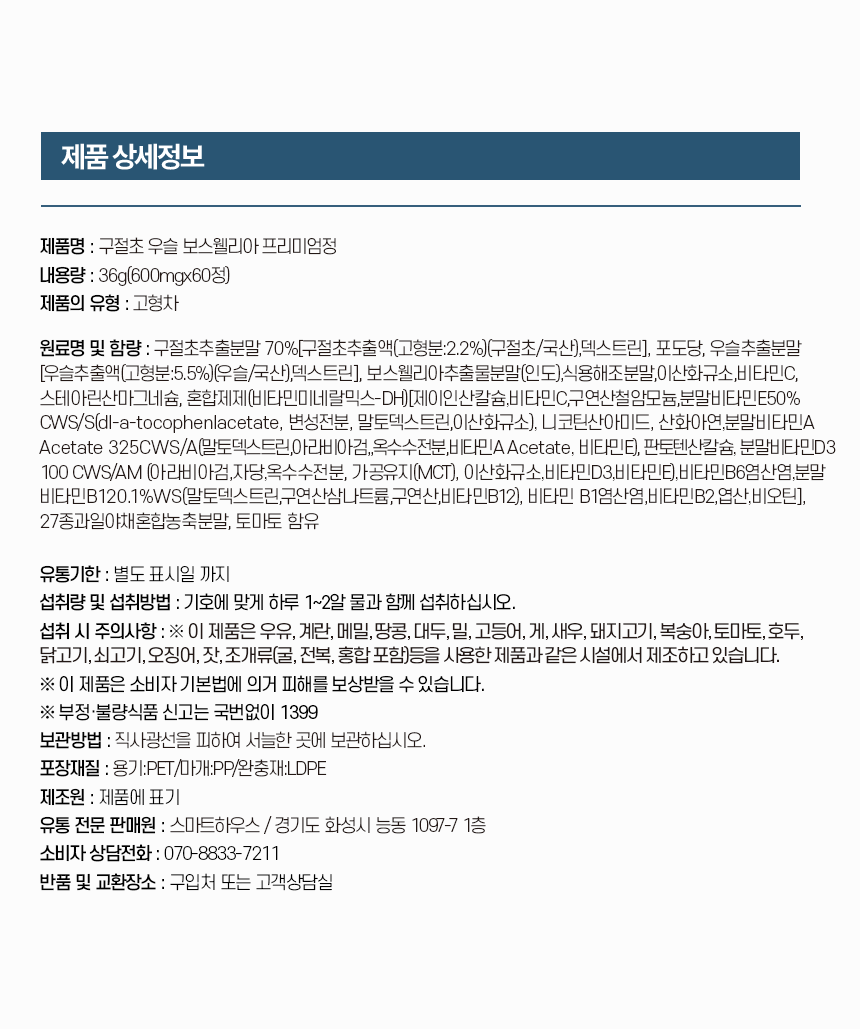 제품 상세정보
제품명 : 구절초 우슬 보스웰리아 프리미엄정
내용량 : 36g(600mgx60정)
제품의 유형 : 고형차
원료명 및 함량 : 구절초추출분말 70%[구절초추출액(고형분:2.2%)(구절초/국산),덱스트린], 포도당, 우슬추출분말
[우슬추출액(고형분:5.5%)(우슬/국산),덱스트린], 보스웰리아추출물분말(인도),식용해조분말,이산화규소,비타민C,
스테아린산마그네슘, 혼합제제(비타민미네랄믹스-DH)[제이인산칼슘,비타민C,구연산철암모늄,분말비타민E50%
CWS/S(dl-a-tocophenlacetate, 변성전분, 말토덱스트린,이산화규소), 니코틴산아미드, 산화아연,분말비타민A
Acetate 325CWS/A(말토덱스트린,아라비아검,,옥수수전분,비타민A Acetate, 비타민E), 판토텐산칼슘, 분말비타민D3
100 CWS/AM (아라비아검,자당,옥수수전분, 가공유지(MCT), 이산화규소,비타민D3,비타민E),비타민B6염산염,분말
비타민B120.1%WS(말토덱스트린,구연산삼나트륨,구연산,비타민B12), 비타민 B1염산염,비타민B2,엽산,비오틴],
27종과일야채혼합농축분말, 토마토 함유
유통기한 : 별도 표시일 까지
섭취량 및 섭취방법 : 기호에 맞게 하루 1~2알 물과 함께 섭취하십시오.
섭취 시 주의사항 : ※ 이 제품은 우유, 계란, 메밀, 땅콩, 대두, 밀, 고등어, 게, 새우, 돼지고기, 복숭아, 토마토, 호두,
닭고기, 쇠고기, 오징어, 잣, 조개류(굴, 전복, 홍합 포함)등을 사용한 제품과 같은 시설에서 제조하고 있습니다.
※ 이 제품은 소비자 기본법에 의거 피해를 보상받을 수 있습니다.
※ 부정·불량식품 신고는 국번없이 1399
보관방법 : 직사광선을 피하여 서늘한 곳에 보관하십시오.
포장재질 : 용기:PET/마개:PP/완충재:LDPE
제조원 : 제품에 표기
유통 전문 판매원 : 스마트하우스 / 경기도 화성시 능동 1097-7 1층
소비자 상담전화 : 070-8833-7211
반품 및 교환장소 : 구입처 또는 고객상담실